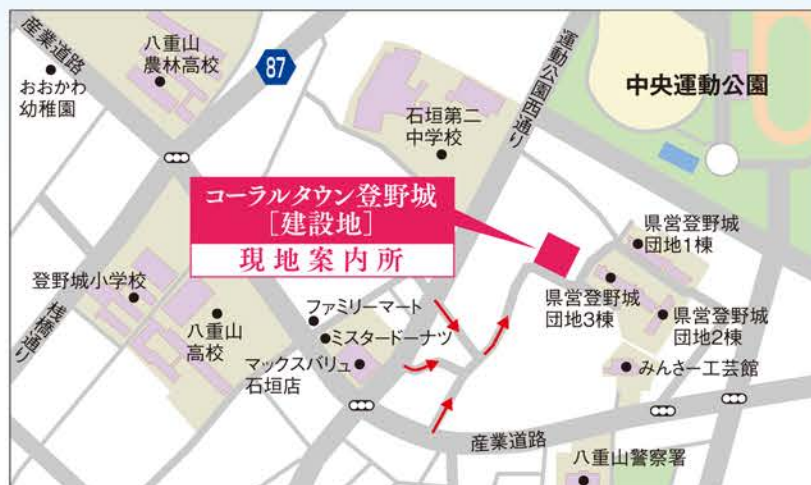 産業道路
八重山
農林高校
87
おおかわ
幼稚園
石垣第二
中学校
運動公園西通り
中央運動公園
コーラルタウン登野城
[建設地]
現地案内所
県営登野城
団地1棟
県営登野城
団地3棟
県営登野城
団地2棟
登野城小学校
八重山
高校
桟橋通り
ファミリーマート
ミスタードーナツ
マックスバリュ
石垣店
みんさー工芸館
産業道路
八重山警察署